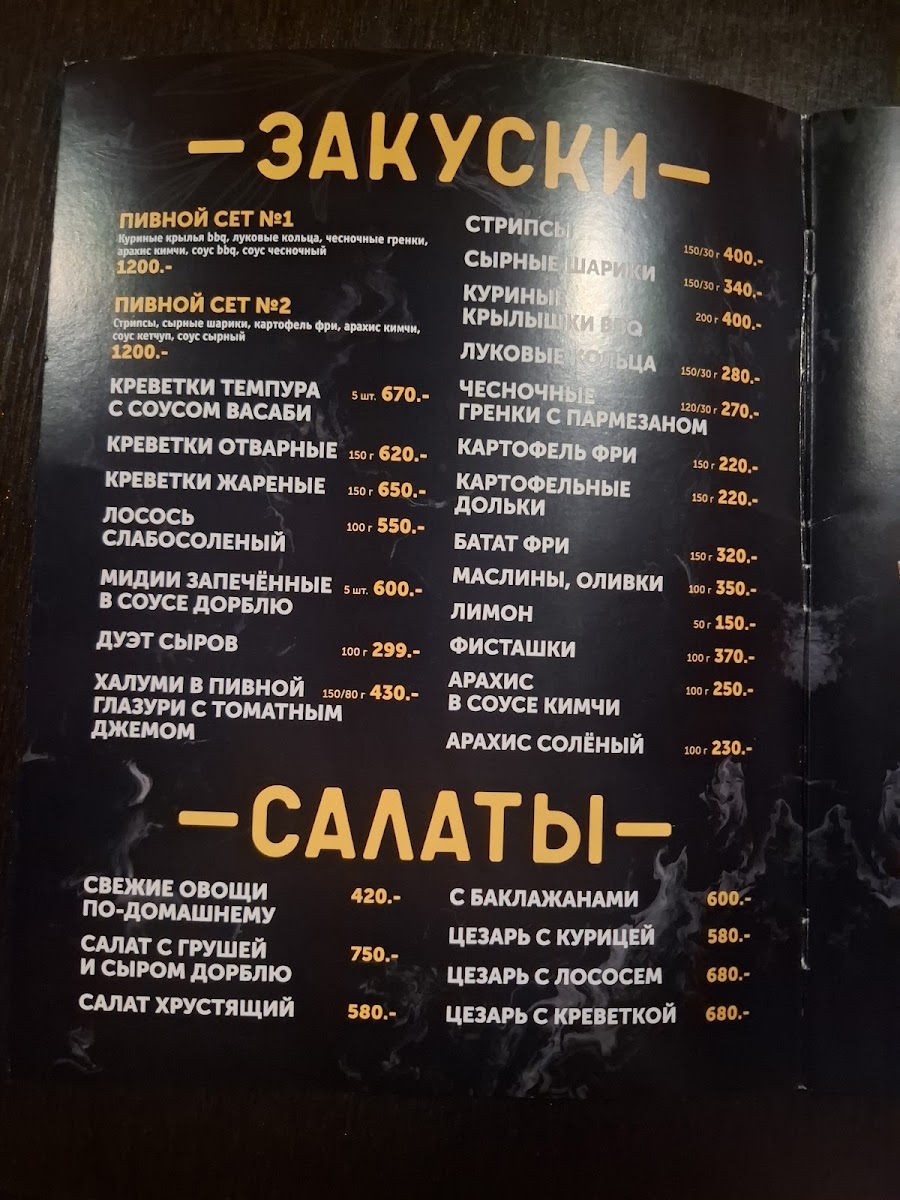 —ЗАКУСКИ—
ПИВНОЙ СЕТ №1
Куриные крылья bbq, луковые кольца, чесночные гренки,
арахис кимчи, соус bbq, соус чесночный
1200.-
ПИВНОЙ СЕТ №2
Стрипсы, сырные шарики, картофель фри, арахис кимчи,
соус кетчуп, соус сырный
1200.-
КРЕВЕТКИ ТЕМПУРА 5 шт. 670.-
С СОУСОМ ВАСАБИ
КРЕВЕТКИ ОТВАРНЫЕ 150 г 620.-
КРЕВЕТКИ ЖАРЕНЫЕ 150 г 650.-
ЛОСОСЬ 100 г 550.-
СЛАБОСОЛЕНЫЙ
МИДИИ ЗАПЕЧЁННЫЕ 5 шт. 600.-
В СОУСЕ ДОРБЛЮ
ДУЭТ СЫРОВ 100 г 299.-
ХАЛУМИ В ПИВНОЙ 150/80 г 430.-
ГЛАЗУРИ С ТОМАТНЫМ
ДЖЕМОМ
СТРИПСЫ 150/30 г 400.-
СЫРНЫЕ ШАРИКИ 150/30 г 340.-
КУРИНЫЕ 200 г 400.-
КРЫЛЫШКИ BBQ
ЛУКОВЫЕ КОЛЬЦА 150/30 г 280.-
ЧЕСНОЧНЫЕ 120/30 г 270.-
ГРЕНКИ С ПАРМЕЗАНОМ
КАРТОФЕЛЬ ФРИ 150 г 220.-
КАРТОФЕЛЬНЫЕ 150 г 220.-
ДОЛЬКИ
БАТАТ ФРИ 150 г 320.-
МАСЛИНЫ, ОЛИВКИ 100 г 350.-
ЛИМОН 50 г 150.-
ФИСТАШКИ 100 г 370.-
АРАХИС 100 г 250.-
В СОУСЕ КИМЧИ
АРАХИС СОЛЁНЫЙ 100 г 230.-
—САЛАТЫ—
СВЕЖИЕ ОВОЩИ 420.-
ПО-ДОМАШНЕМУ
САЛАТ С ГРУШЕЙ 750.-
И СЫРОМ ДОРБЛЮ
САЛАТ ХРУСТЯЩИЙ 580.-
С БАКЛАЖАНАМИ 600.-
ЦЕЗАРЬ С КУРИЦЕЙ 580.-
ЦЕЗАРЬ С ЛОСОСЕМ 680.-
ЦЕЗАРЬ С КРЕВЕТКОЙ 680.-